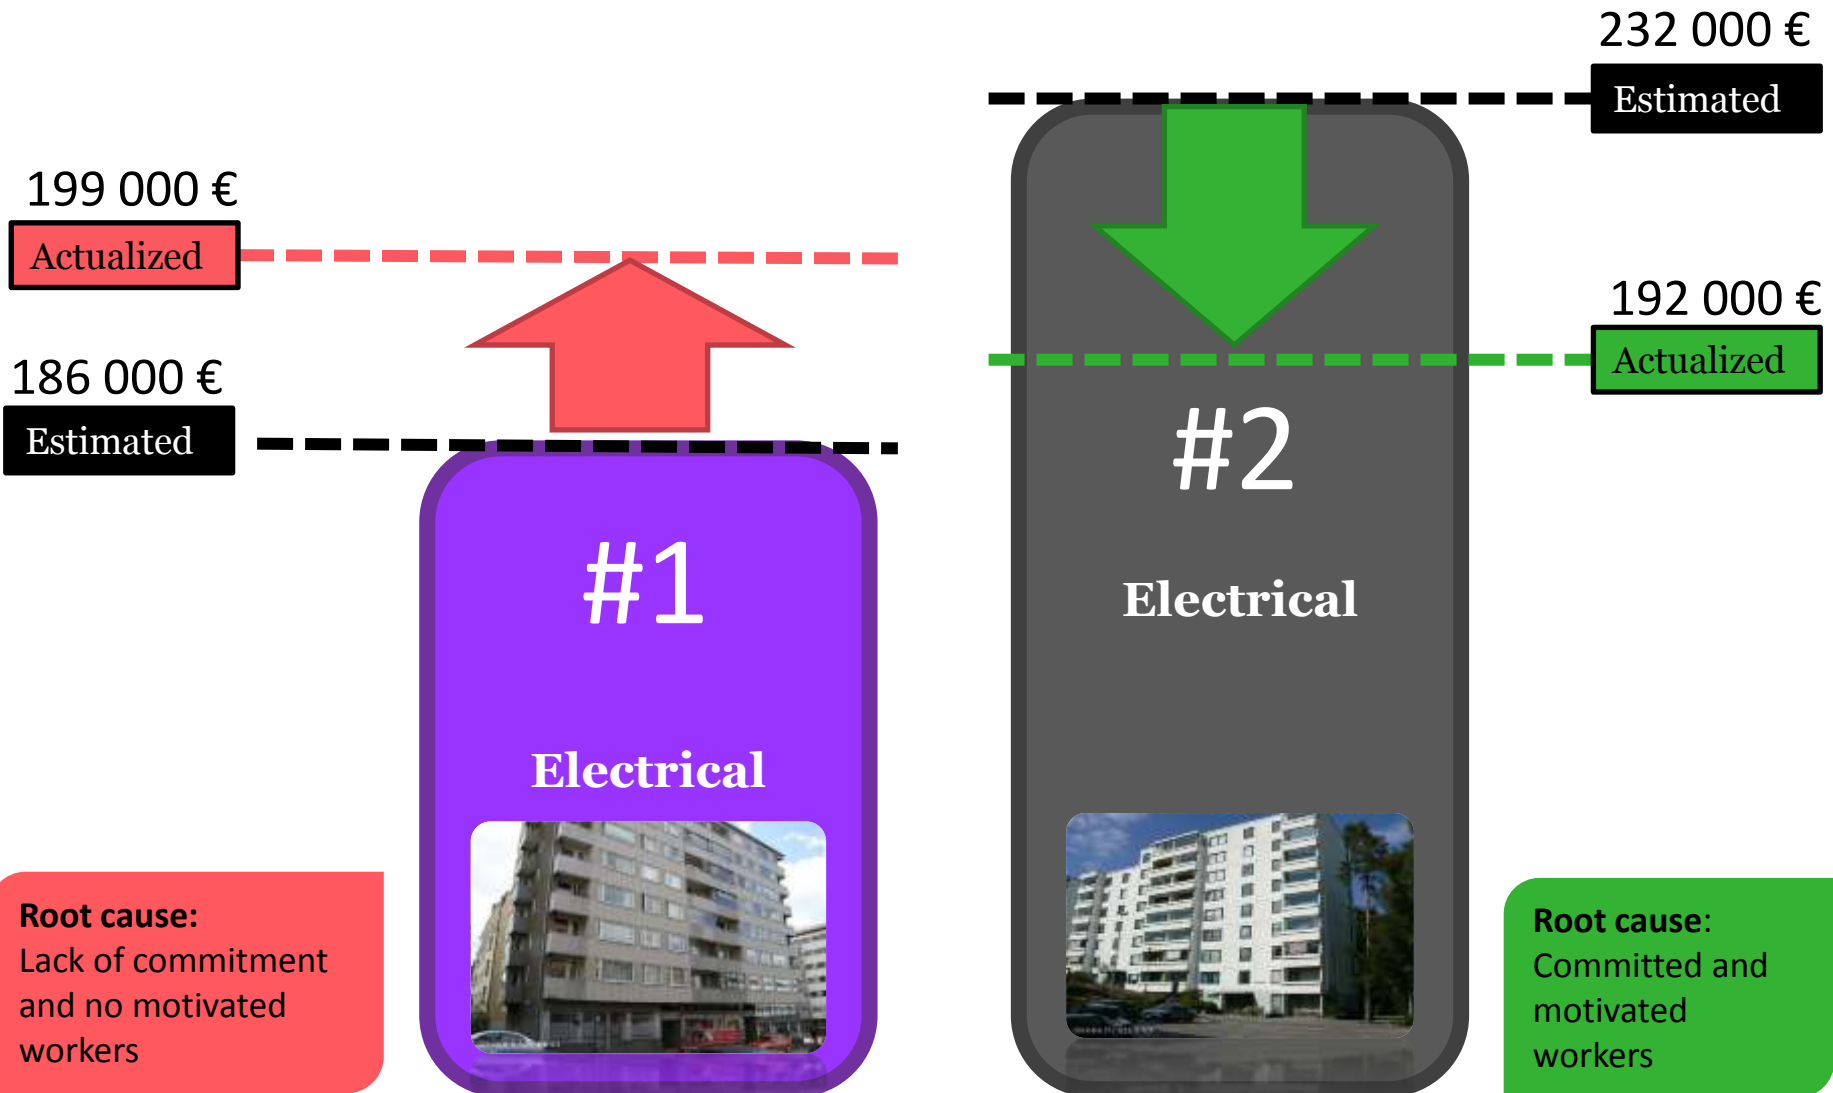 199 000 €
Actualized
186 000 €
Estimated
#1
Electrical
Root cause:
Lack of commitment
and no motivated
workers
232 000 €
Estimated
192 000 €
Actualized
#2
Electrical
Root cause:
Committed and
motivated
workers